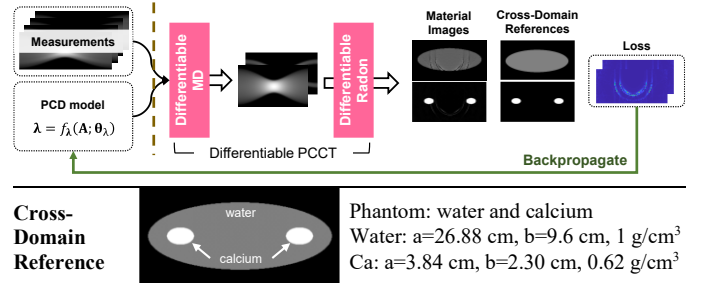 Measurements
PCD model
𝛌 = f𝛌(𝐀; 𝛉λ)
Differentiable
MD
Differentiable
Radon
Differentiable PCCT
Material
Images
Cross-Domain
References
Loss
Backpropagate
Cross-
Domain
Reference
water
calcium
Phantom: water and calcium
Water: a=26.88 cm, b=9.6 cm, 1 g/cm³
Ca: a=3.84 cm, b=2.30 cm, 0.62 g/cm³